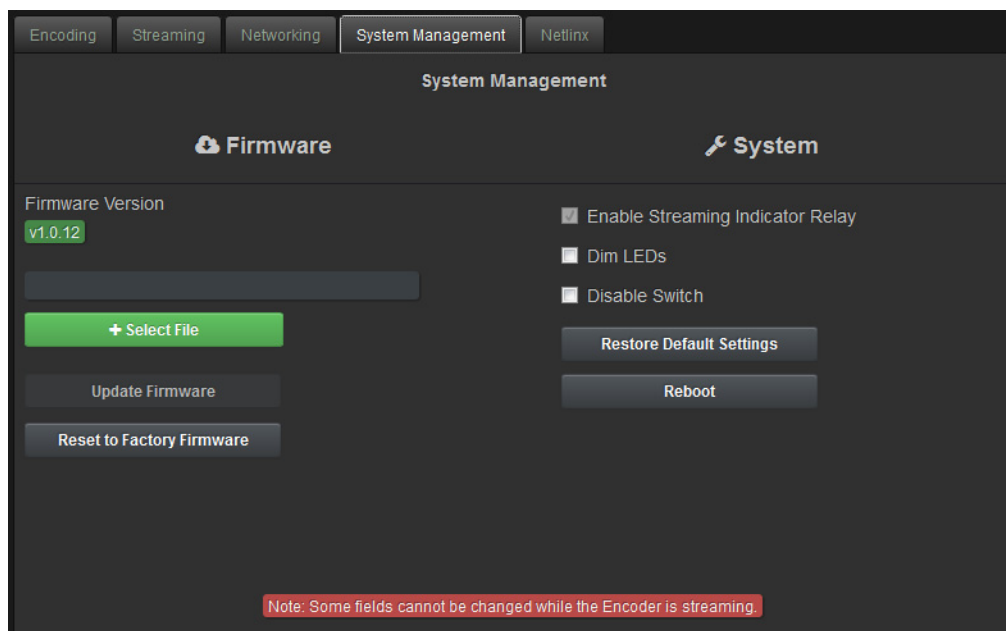 Encoding Streaming Networking System Management Netlinx
System Management
Firmware
System
Firmware Version
v1.0.12
+ Select File
Update Firmware
Reset to Factory Firmware
Enable Streaming Indicator Relay
Dim LEDs
Disable Switch
Restore Default Settings
Reboot
Note: Some fields cannot be changed while the Encoder is streaming.